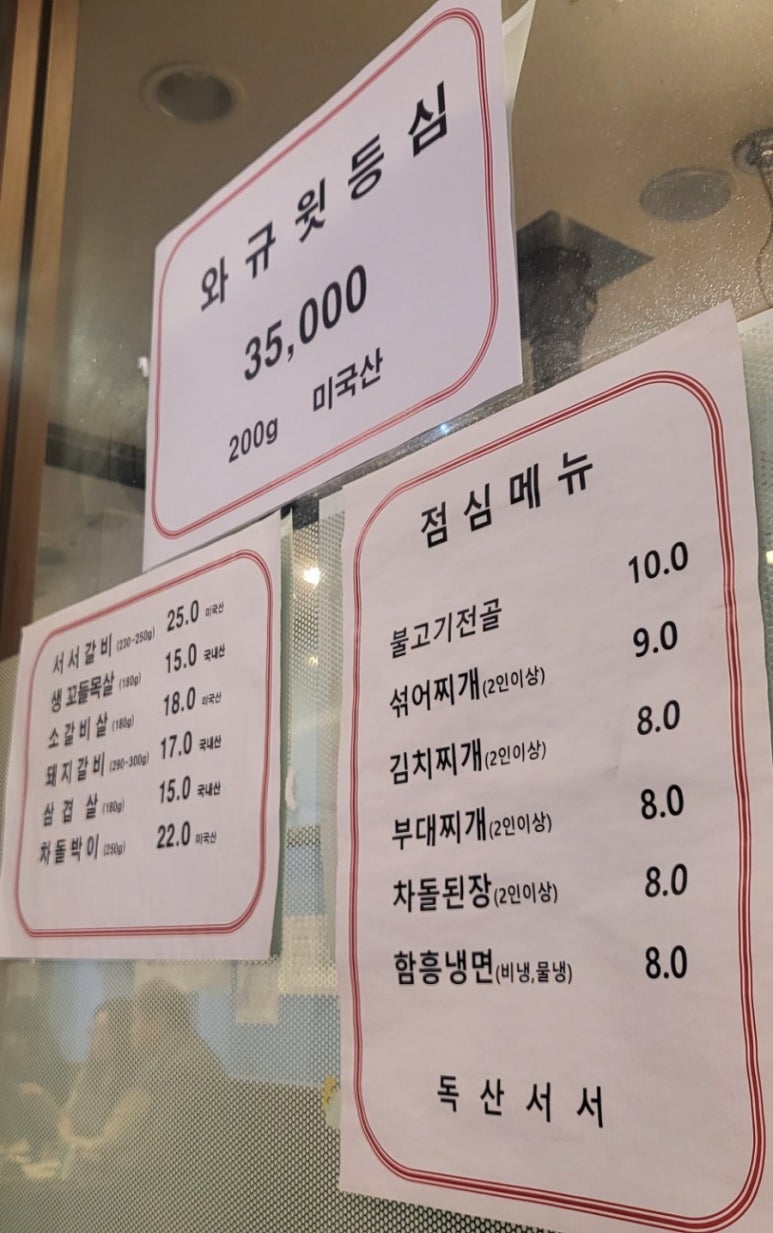 와 규 윗 등 심
35,000
200g 미국산
서 서 갈 비 (230~250g) 25.0 미국산
생 꼬들목살 (180g) 15.0 국내산
소 갈 비 살 (180g) 18.0 미국산
돼 지 갈 비 (290~300g) 17.0 국내산
삼 겹 살 (180g) 15.0 국내산
차 돌 박 이 (250g) 22.0 미국산
점 심 메 뉴
불고기전골 10.0
섞어찌개(2인이상) 9.0
김치찌개(2인이상) 8.0
부대찌개(2인이상) 8.0
차돌된장(2인이상) 8.0
함흥냉면(비냉,물냉) 8.0
독 산 서 서